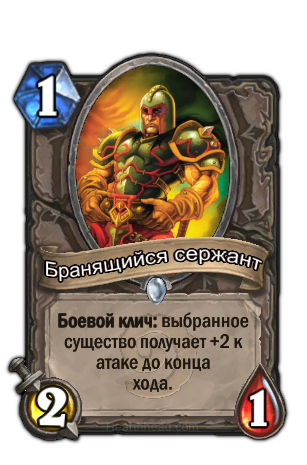 1
Бранящийся сержант
Боевой клич: выбранное
существо получает +2 к
атаке до конца
хода.
2
1